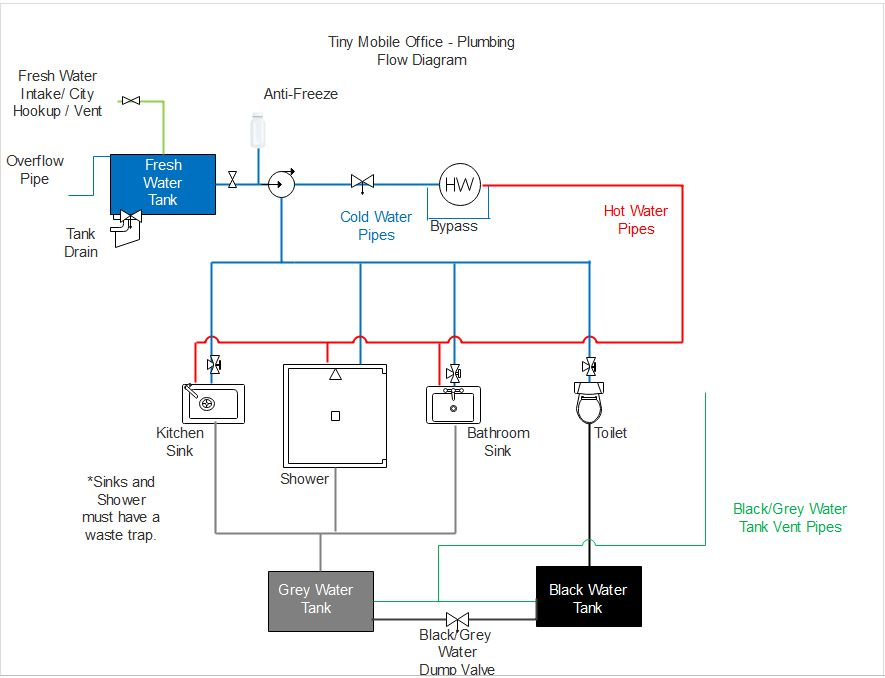 Tiny Mobile Office - Plumbing
Flow Diagram
Fresh Water
Intake/ City
Hookup / Vent
Anti-Freeze
Overflow
Pipe
Fresh
Water
Tank
Tank
Drain
HW
Cold Water
Pipes
Bypass
Hot Water
Pipes
Kitchen
Sink
Shower
Bathroom
Sink
Toilet
*Sinks and
Shower
must have a
waste trap.
Black/Grey Water
Tank Vent Pipes
Grey Water
Tank
Black Water
Tank
Black/Grey
Water
Dump Valve